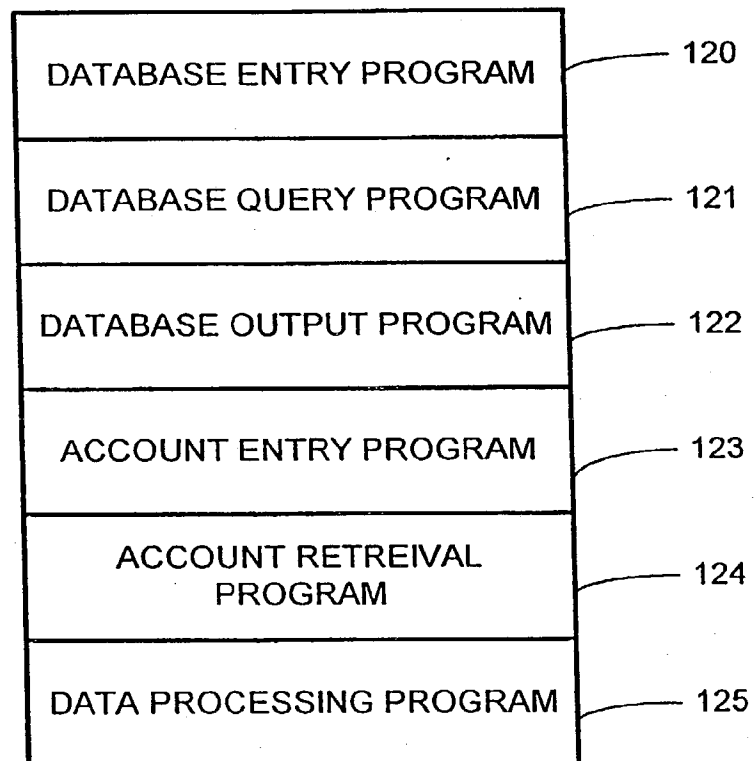 DATABASE ENTRY PROGRAM 120
DATABASE QUERY PROGRAM 121
DATABASE OUTPUT PROGRAM 122
ACCOUNT ENTRY PROGRAM 123
ACCOUNT RETREIVAL
PROGRAM 124
DATA PROCESSING PROGRAM 125